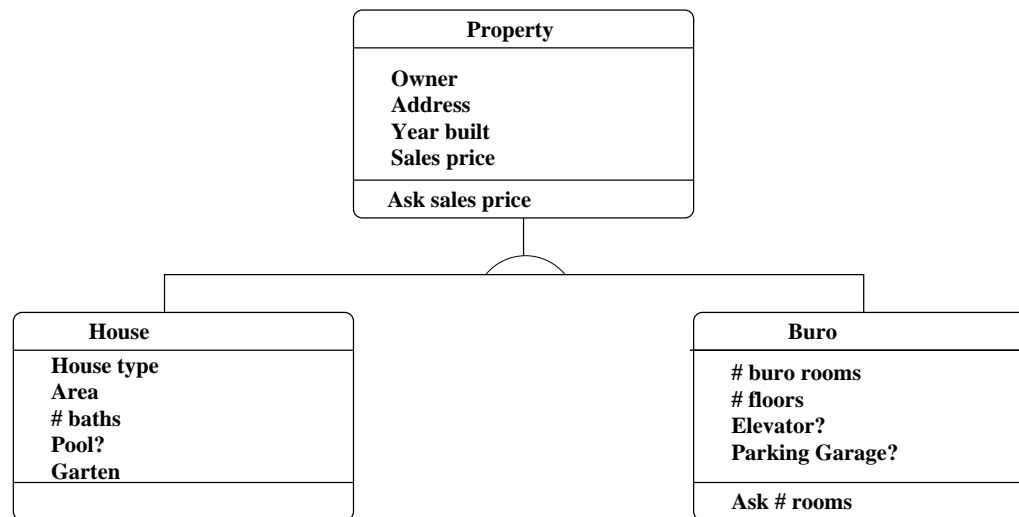 Property
Owner
Address
Year built
Sales price
Ask sales price
House
House type
Area
# baths
Pool?
Garten
Buro
# buro rooms
# floors
Elevator?
Parking Garage?
Ask # rooms